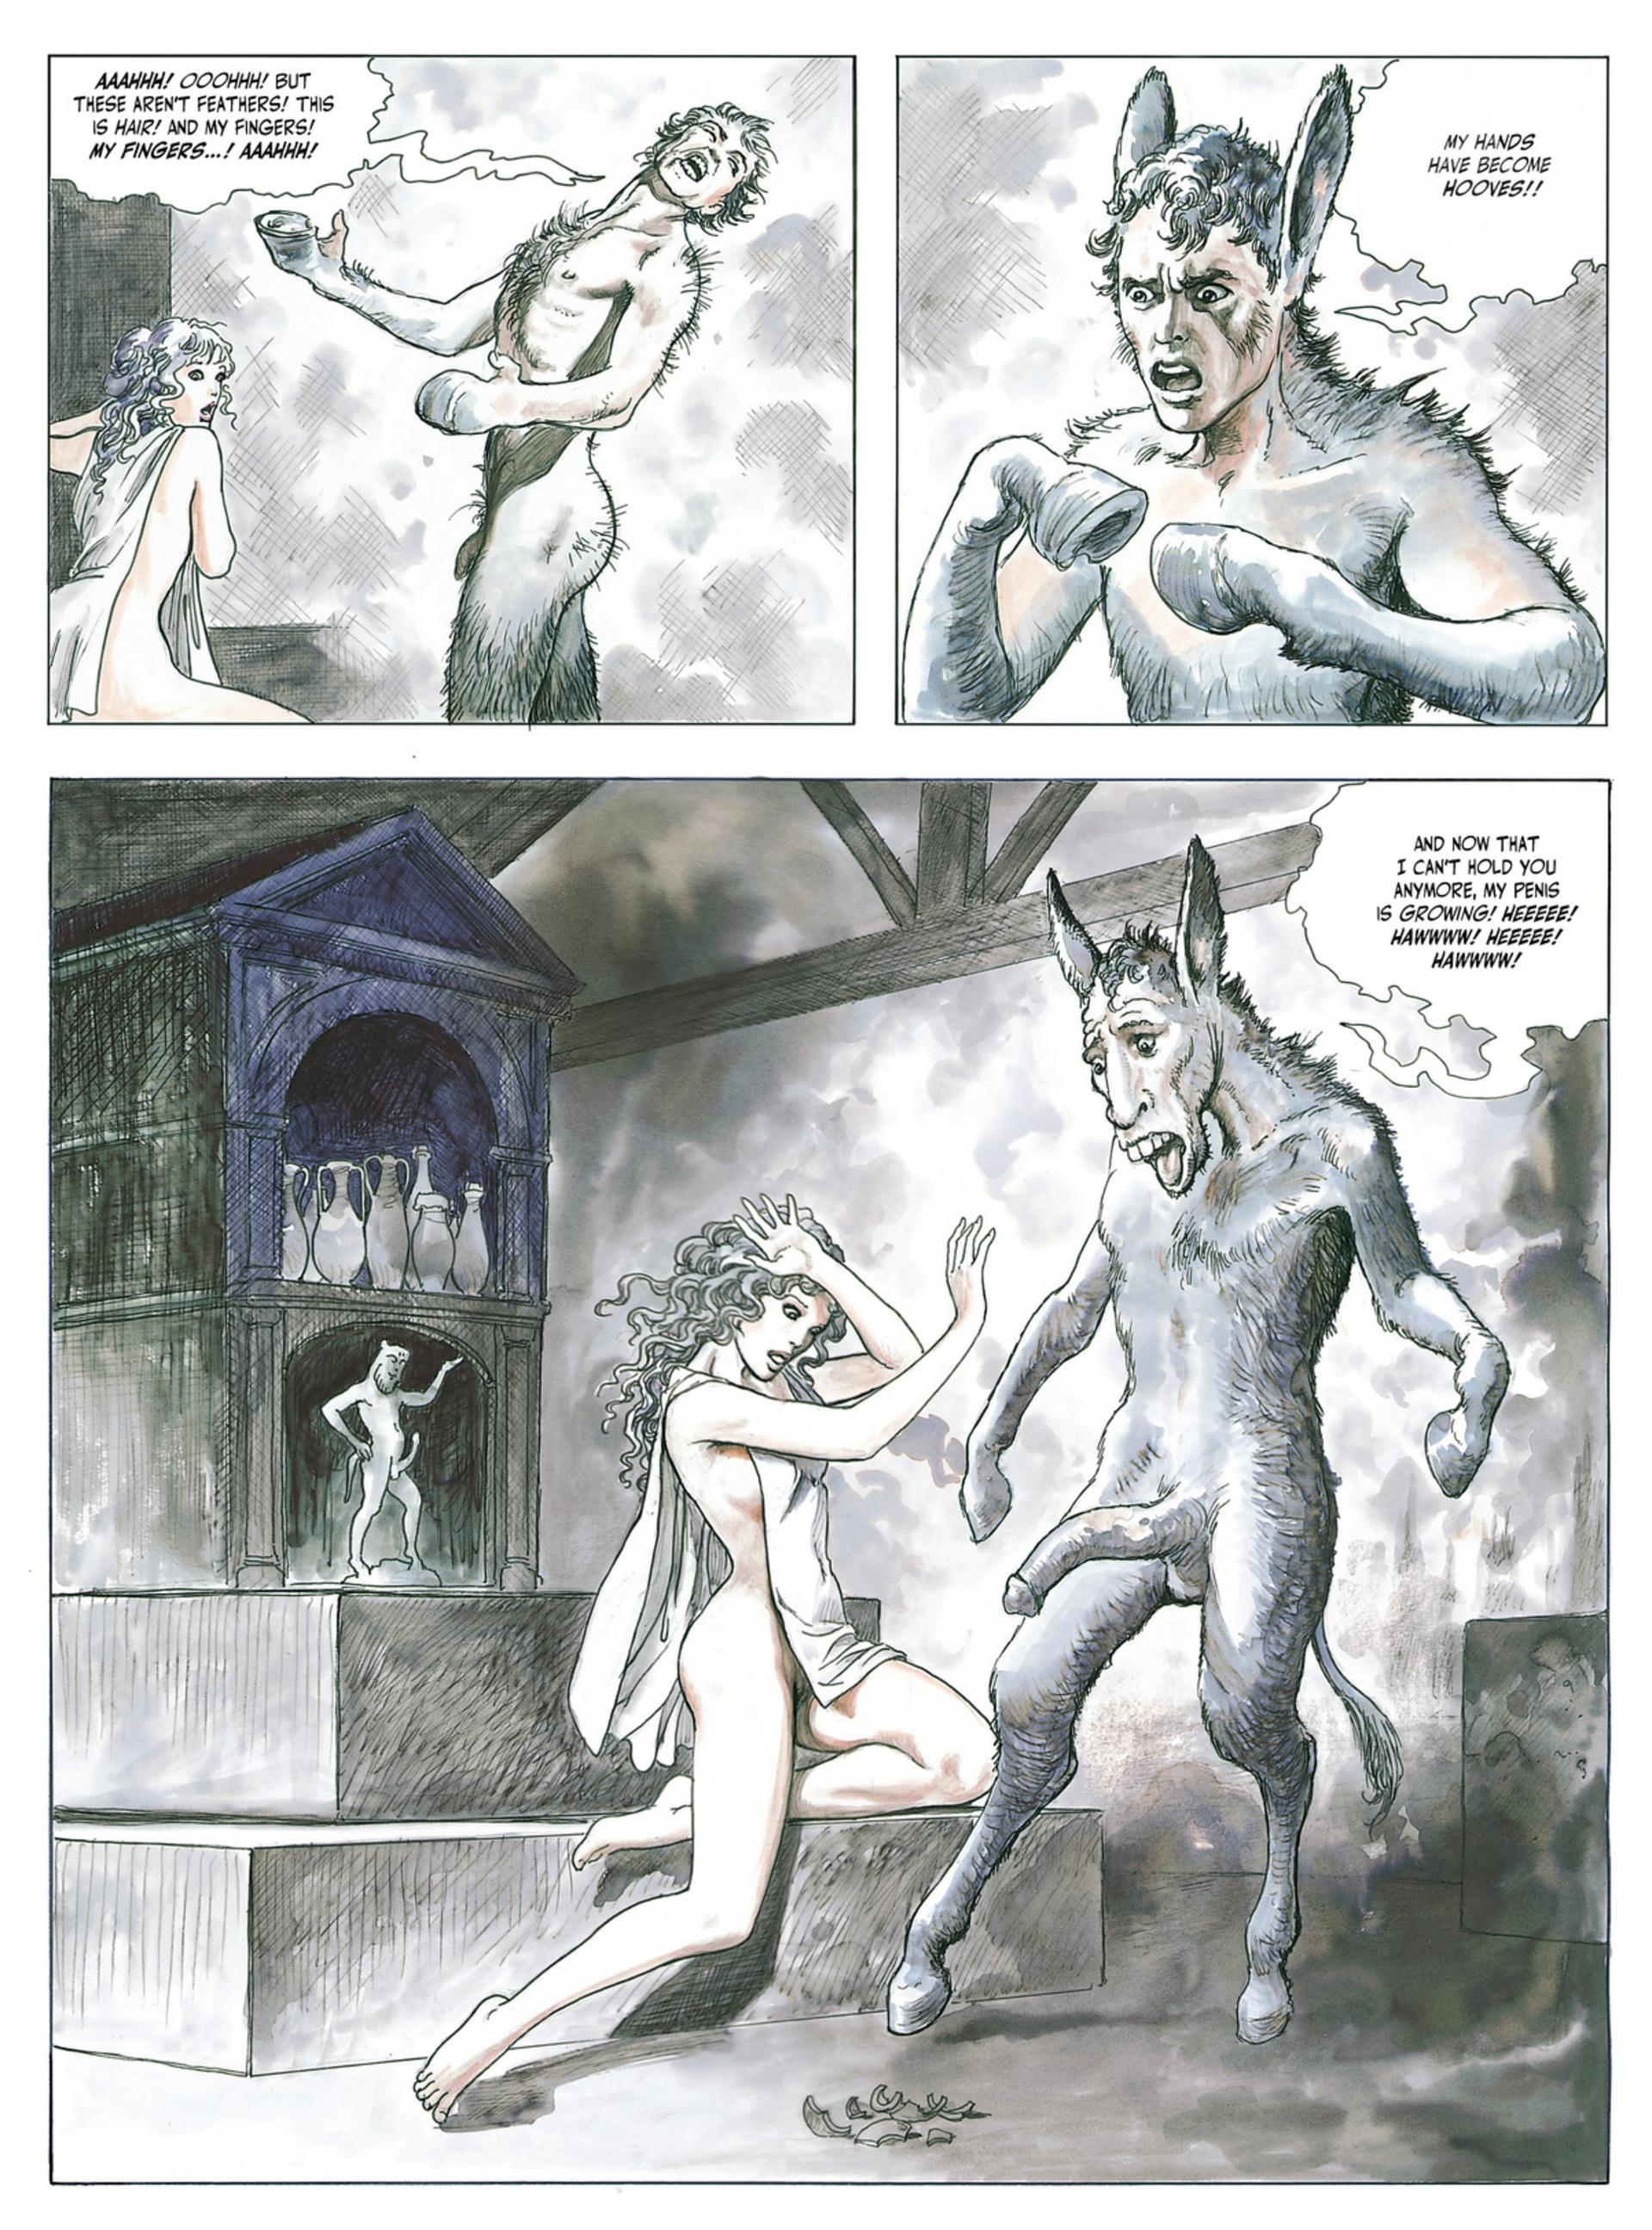 AAAHHH! OOOHHH! BUT
THESE AREN'T FEATHERS! THIS
IS HAIR! AND MY FINGERS!
MY FINGERS...! AAAHHH!
MY HANDS
HAVE BECOME
HOOVES!!
AND NOW THAT
I CAN'T HOLD YOU
ANYMORE, MY PENIS
IS GROWING! HEEEEE!
HAWWWW! HEEEEE!
HAWWWW!